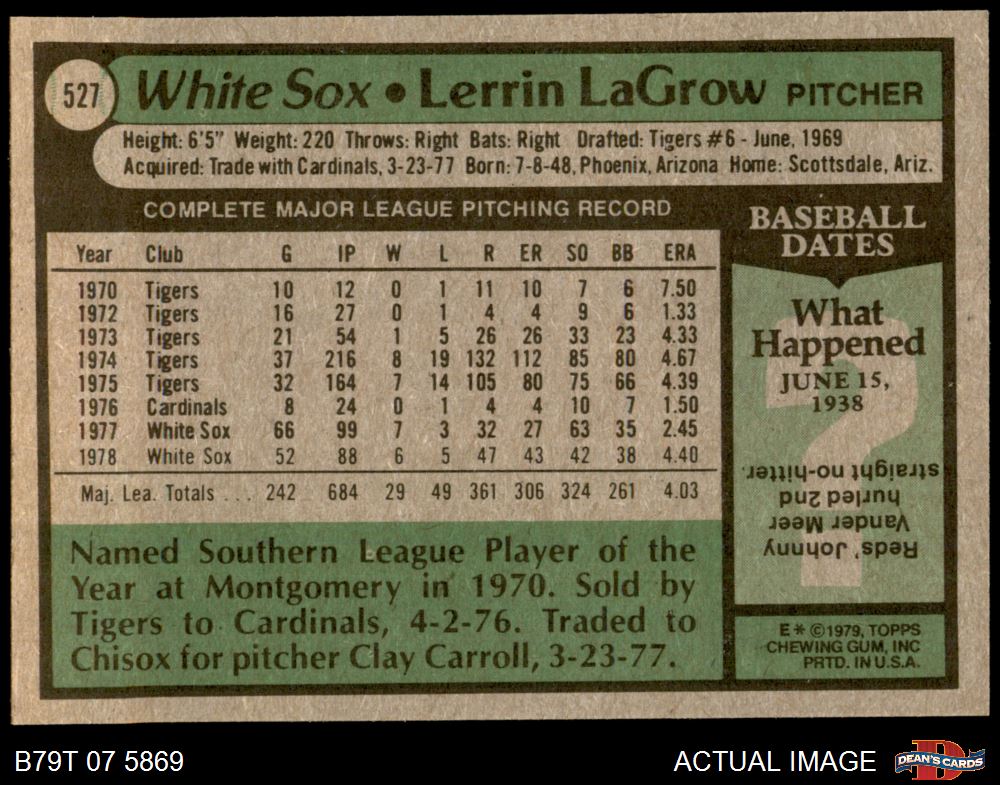 527
White Sox • Lerrin LaGrow PITCHER
Height: 6'5" Weight: 220 Throws: Right Bats: Right Drafted: Tigers #6 - June, 1969
Acquired: Trade with Cardinals, 3-23-77 Born: 7-8-48, Phoenix, Arizona Home: Scottsdale, Ariz.
COMPLETE MAJOR LEAGUE PITCHING RECORD
Year Club G IP W L R ER SO BB ERA
1970 Tigers 10 12 0 1 11 10 7 6 7.50
1972 Tigers 16 27 0 1 4 4 9 6 1.33
1973 Tigers 21 54 1 5 26 26 33 23 4.33
1974 Tigers 37 216 8 19 132 112 85 80 4.67
1975 Tigers 32 164 7 14 105 80 75 66 4.39
1976 Cardinals 8 24 0 1 4 4 10 7 1.50
1977 White Sox 66 99 7 3 32 27 63 35 2.45
1978 White Sox 52 88 6 5 47 43 42 38 4.40
Maj. Lea. Totals ... 242 684 29 49 361 306 324 261 4.03
Named Southern League Player of the
Year at Montgomery in 1970. Sold by
Tigers to Cardinals, 4-2-76. Traded to
Chisox for pitcher Clay Carroll, 3-23-77.
BASEBALL
DATES
What
Happened
JUNE 15,
1938
Reds' Johnny
Vander Meer
hurled 2nd
straight no-hitter.
E * © 1979, TOPPS
CHEWING GUM, INC
PRTD. IN U.S.A.
B79T 07 5869
ACTUAL IMAGE
DEAN'S CARDS